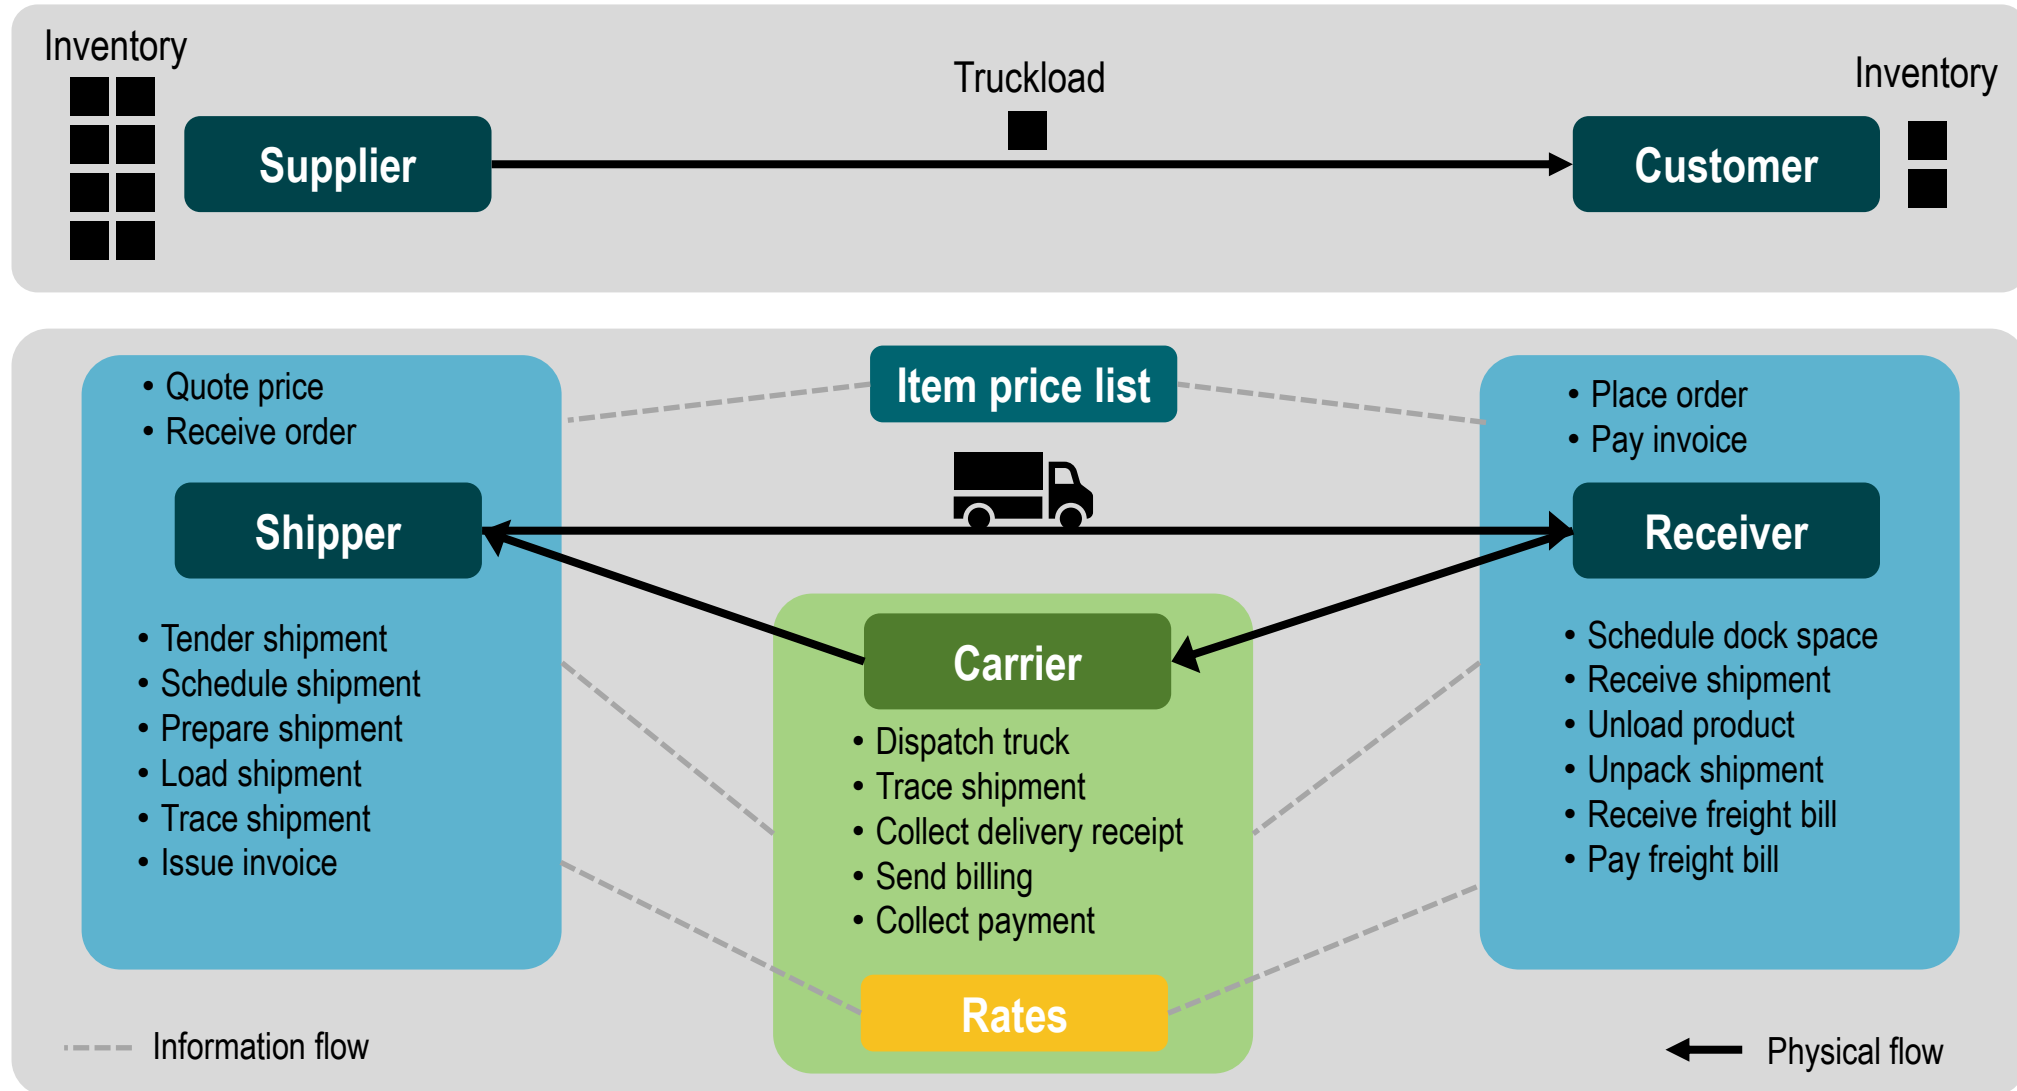 Inventory
Truckload
Inventory
Supplier
Customer
• Quote price
• Receive order
Item price list
• Place order
• Pay invoice
Shipper
Receiver
• Tender shipment
• Schedule shipment
• Prepare shipment
• Load shipment
• Trace shipment
• Issue invoice
Carrier
• Dispatch truck
• Trace shipment
• Collect delivery receipt
• Send billing
• Collect payment
Rates
• Schedule dock space
• Receive shipment
• Unload product
• Unpack shipment
• Receive freight bill
• Pay freight bill
Information flow
Physical flow